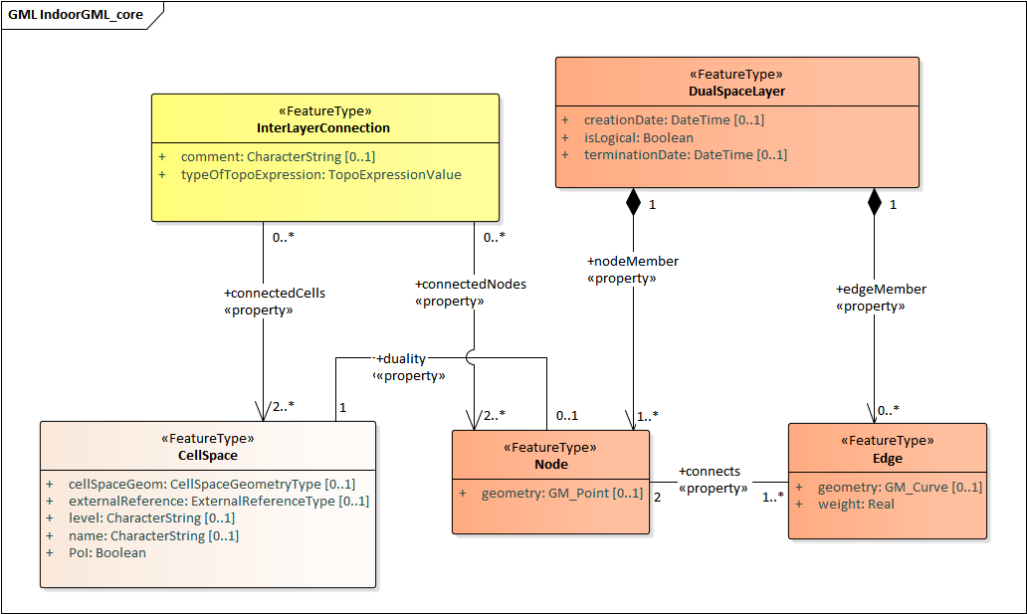 GML IndoorGML_core
«FeatureType»
InterLayerConnection
+ comment: CharacterString [0..1]
+ typeOfTopoExpression: TopoExpressionValue
«FeatureType»
DualSpaceLayer
+ creationDate: DateTime [0..1]
+ isLogical: Boolean
+ terminationDate: DateTime [0..1]
0..*
0..*
1
1
+connectedCells
«property»
+connectedNodes
«property»
+nodeMember
«property»
+edgeMember
«property»
+duality
«property»
2..*
1
2..*
0..1
1..*
0..*
«FeatureType»
CellSpace
+ cellSpaceGeom: CellSpaceGeometryType [0..1]
+ externalReference: ExternalReferenceType [0..1]
+ level: CharacterString [0..1]
+ name: CharacterString [0..1]
+ PoI: Boolean
«FeatureType»
Node
+ geometry: GM_Point [0..1]
+connects
«property»
2
1..*
«FeatureType»
Edge
+ geometry: GM_Curve [0..1]
+ weight: Real